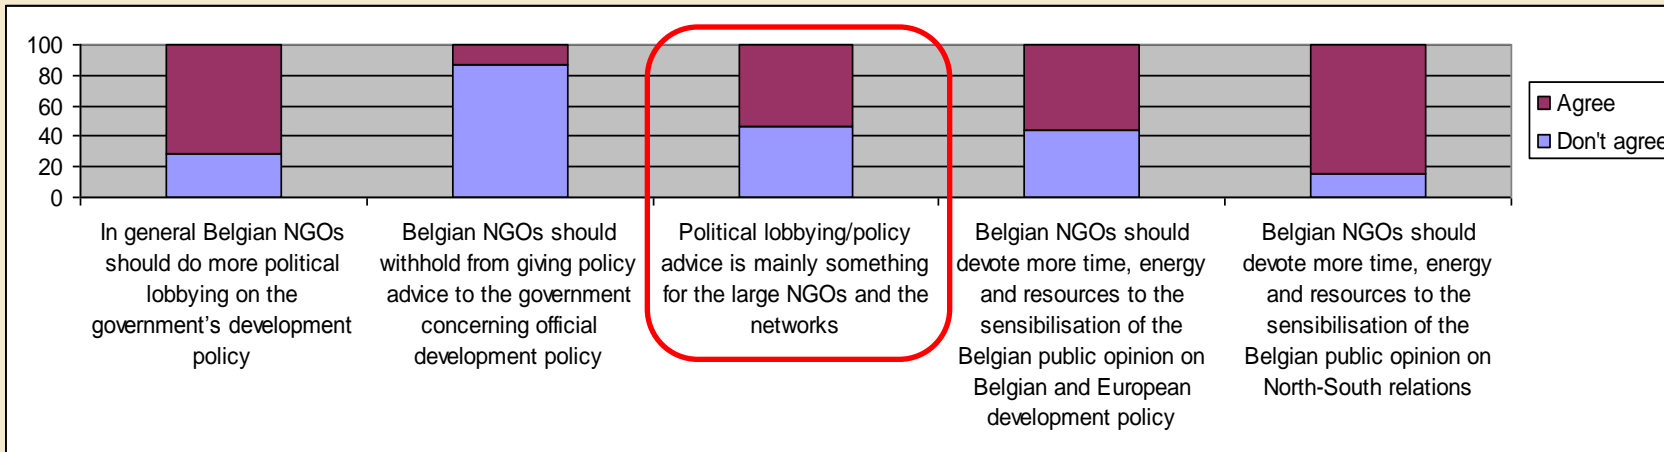 100
80
60
40
20
0
In general Belgian NGOs
should do more political
lobbying on the
government's development
policy
Belgian NGOs should
withhold from giving policy
advice to the government
concerning official
development policy
Political lobbying/policy
advice is mainly something
for the large NGOs and the
networks
Belgian NGOs should
devote more time, energy
and resources to the
sensibilisation of the
Belgian public opinion on
Belgian and European
development policy
Belgian NGOs should
devote more time, energy
and resources to the
sensibilisation of the
Belgian public opinion on
North-South relations
Agree
Don't agree